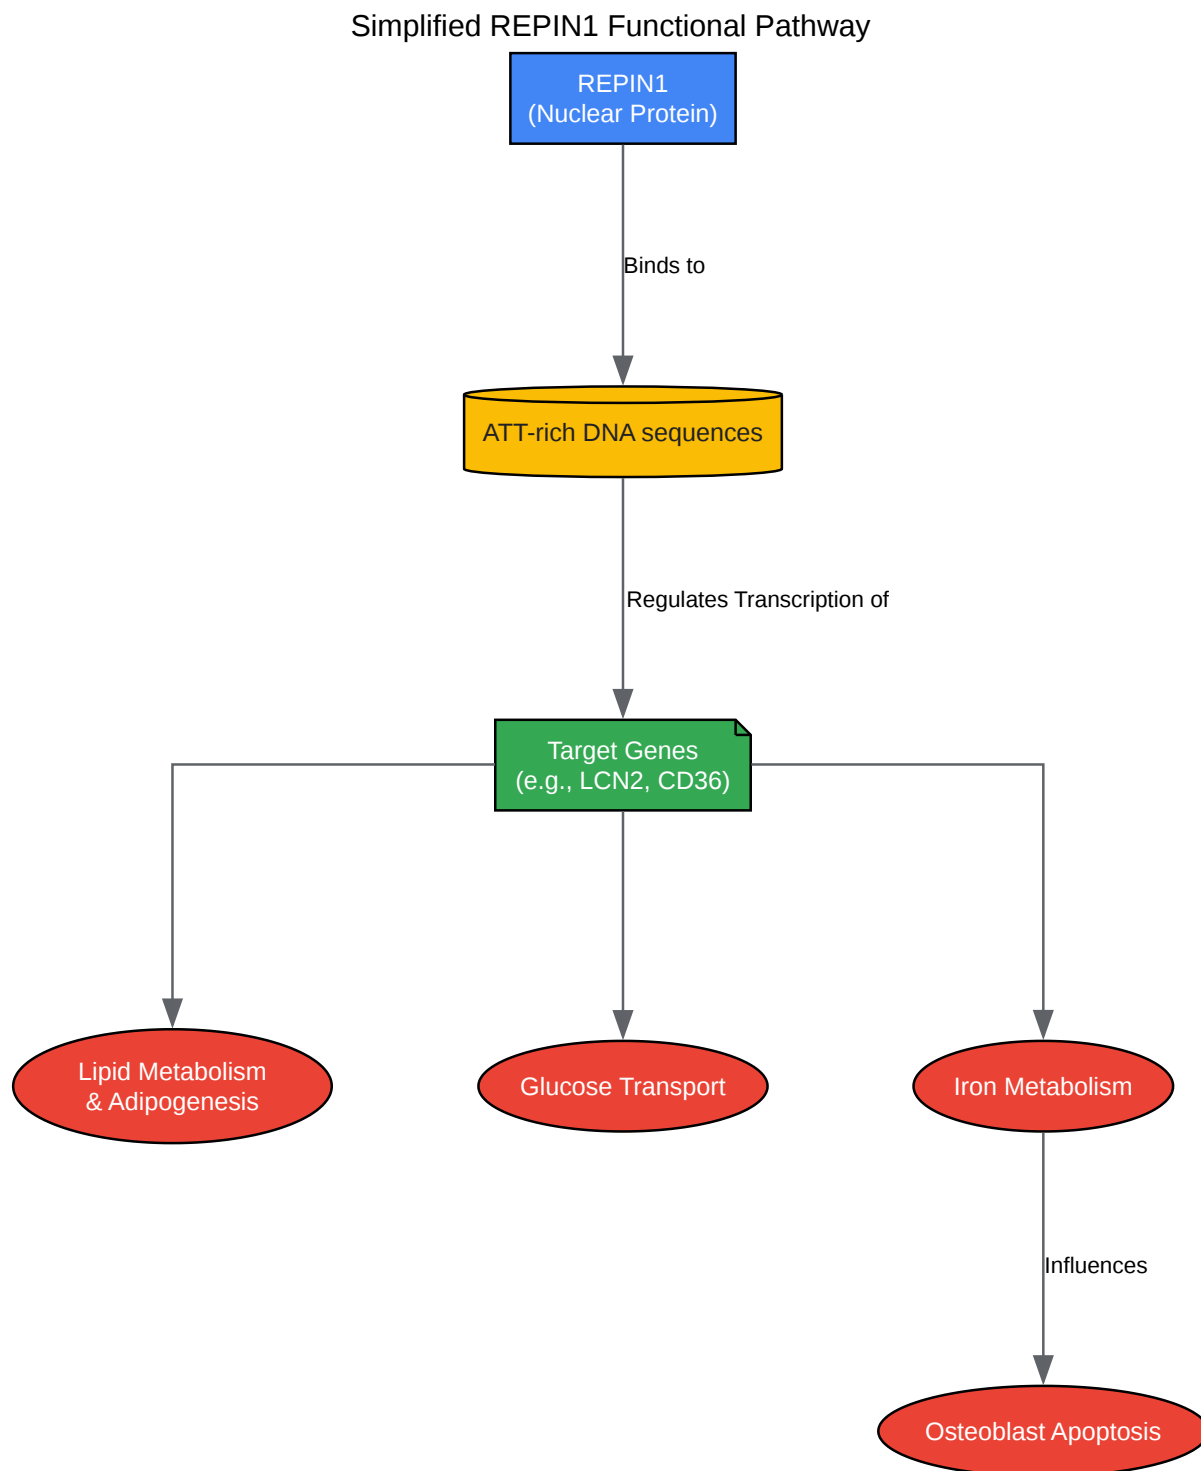 Simplified REPIN1 Functional Pathway
REPIN1
(Nuclear Protein)
Binds to
ATT-rich DNA sequences
Regulates Transcription of
Target Genes
(e.g., LCN2, CD36)
Lipid Metabolism
& Adipogenesis
Glucose Transport
Iron Metabolism
Influences
Osteoblast Apoptosis